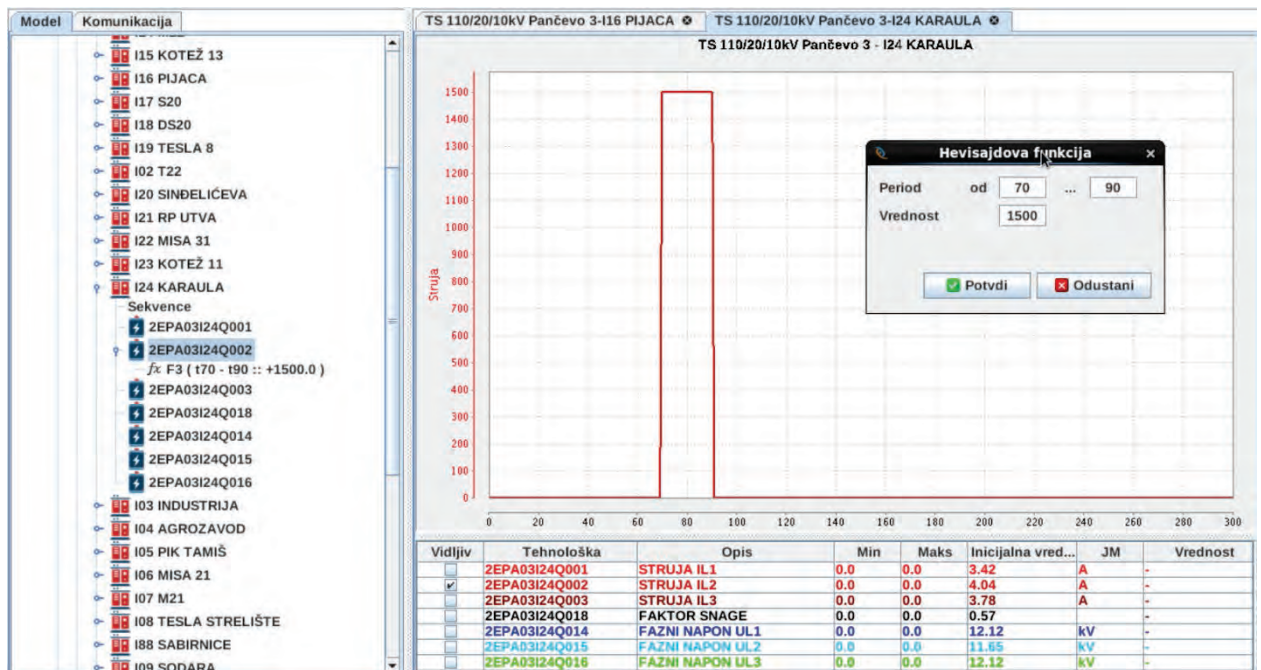 Model Komunikacija
I15 KOTEŽ 13
I16 PIJACA
I17 S20
I18 DS20
I19 TESLA 8
I02 T22
I20 SINĐELIĆEVA
I21 RP UTVA
I22 MISA 31
I23 KOTEŽ 11
I24 KARAULA
Sekvence
2EPA03I24Q001
2EPA03I24Q002
fx F3 ( t70 - t90 :: +1500.0 )
2EPA03I24Q003
2EPA03I24Q018
2EPA03I24Q014
2EPA03I24Q015
2EPA03I24Q016
I03 INDUSTRIJA
I04 AGROZAVOD
I05 PIK TAMIŠ
I06 MISA 21
I07 M21
I08 TESLA STRELIŠTE
I88 SABIRNICE
I09 SODARA
TS 110/20/10kV Pančevo 3-I16 PIJACA TS 110/20/10kV Pančevo 3-I24 KARAULA
TS 110/20/10kV Pančevo 3 - I24 KARAULA
Struja
1500
1400
1300
1200
1100
1000
900
800
700
600
500
400
300
200
100
0
0 20 40 60 80 100 120 140 160 180 200 220 240 260 280 300
Hevisajdova funkcija
Period od 70 ... 90
Vrednost 1500
Potvdi Odustani
Vidljiv Tehnološka Opis Min Maks Inicijalna vred... JM Vrednost
2EPA03I24Q001 STRUJA IL1 0.0 0.0 3.42 A -
2EPA03I24Q002 STRUJA IL2 0.0 0.0 4.04 A -
2EPA03I24Q003 STRUJA IL3 0.0 0.0 3.78 A -
2EPA03I24Q018 FAKTOR SNAGE 0.0 0.0 0.57 -
2EPA03I24Q014 FAZNI NAPON UL1 0.0 0.0 12.12 kV -
2EPA03I24Q015 FAZNI NAPON UL2 0.0 0.0 11.65 kV -
2EPA03I24Q016 FAZNI NAPON UL3 0.0 0.0 12.12 kV -